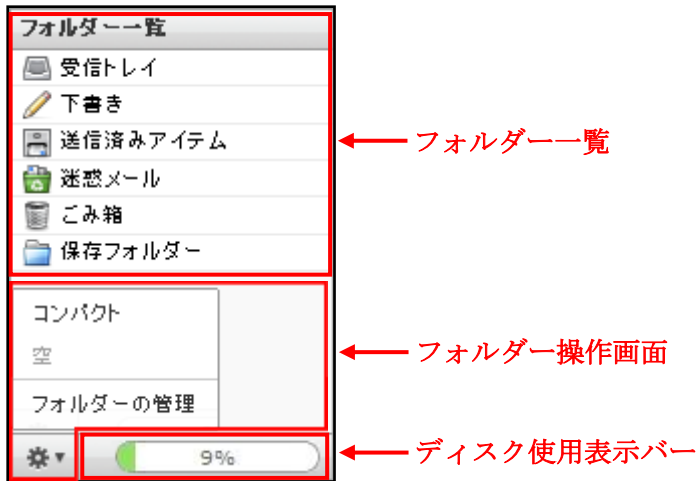 フォルダー一覧
受信トレイ
下書き
送信済みアイテム
フォルダー一覧
迷惑メール
ごみ箱
保存フォルダー
コンパクト
空
フォルダー操作画面
フォルダーの管理
9%
ディスク使用表示バー